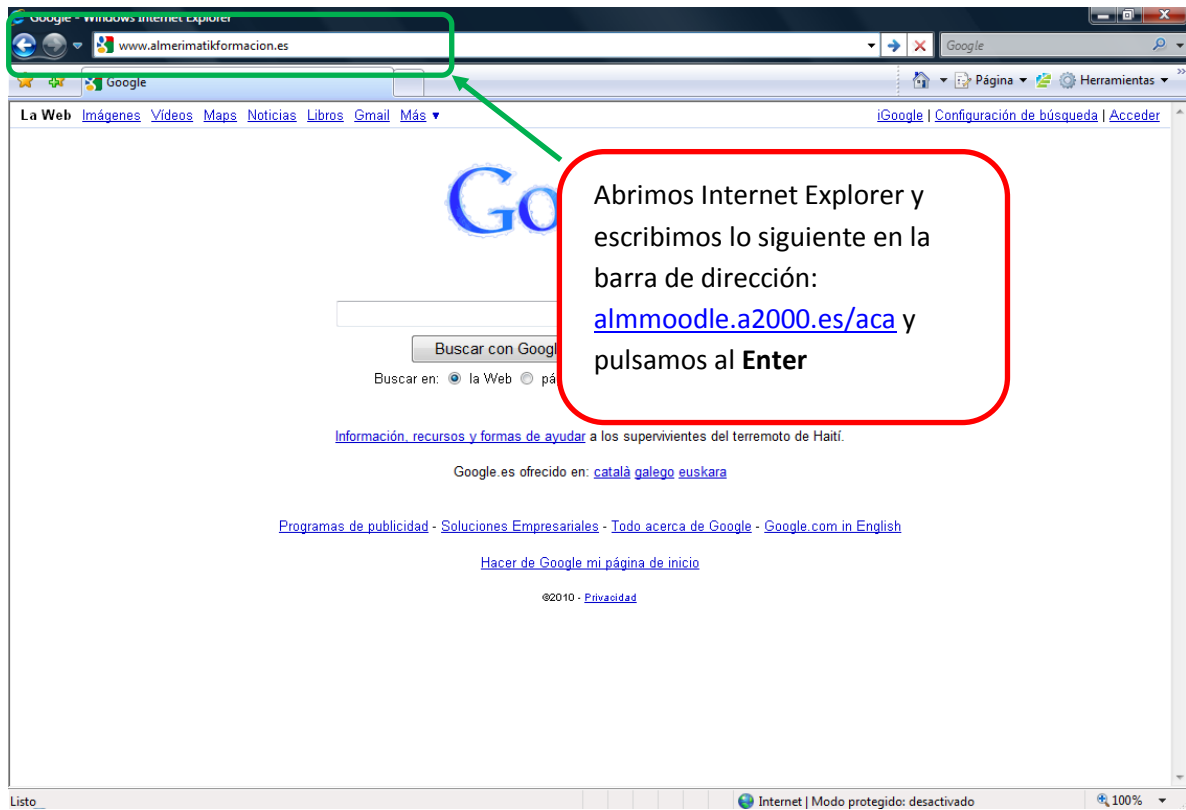 Google - Windows Internet Explorer
www.almerimatikformacion.es
Google
Google
Página
Herramientas
La Web Imágenes Vídeos Maps Noticias Libros Gmail Más ▼
iGoogle | Configuración de búsqueda | Acceder
Go
Abrimos Internet Explorer y
escribimos lo siguiente en la
barra de dirección:
almmoodle.a2000.es/aca y
pulsamos al Enter
Buscar con Googl
Buscar en: la Web pá
Información, recursos y formas de ayudar a los supervivientes del terremoto de Haití.
Google.es ofrecido en: català galego euskara
Programas de publicidad - Soluciones Empresariales - Todo acerca de Google - Google.com in English
Hacer de Google mi página de inicio
©2010 - Privacidad
Listo
Internet | Modo protegido: desactivado
100%